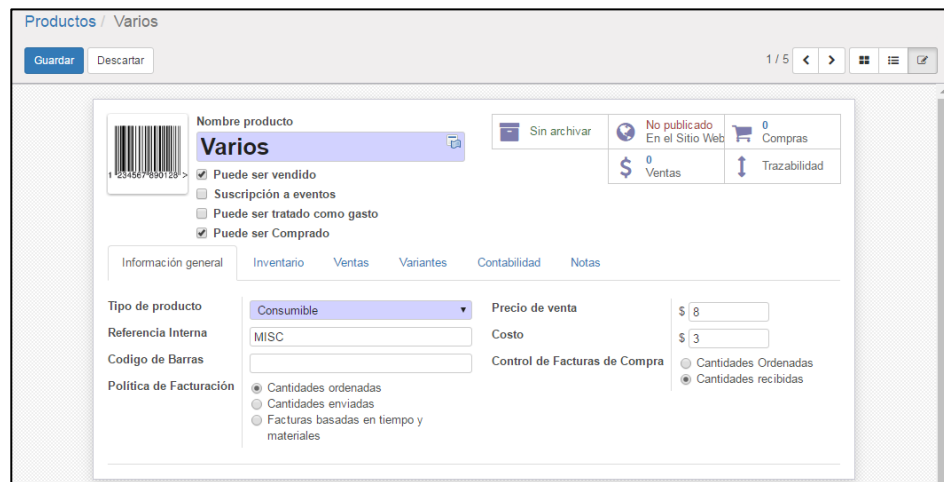 Productos / Varios
Guardar Descartar 1 / 5
Nombre producto
Varios
Puede ser vendido
Suscripción a eventos
Puede ser tratado como gasto
Puede ser Comprado
1 234567 890128 >
Sin archivar
No publicado
En el Sitio Web
0
Compras
$ 0
Ventas
Trazabilidad
Información general Inventario Ventas Variantes Contabilidad Notas
Tipo de producto Consumible
Referencia Interna MISC
Codigo de Barras
Política de Facturación Cantidades ordenadas
Cantidades enviadas
Facturas basadas en tiempo y
materiales
Precio de venta $ 8
Costo $ 3
Control de Facturas de Compra Cantidades Ordenadas
Cantidades recibidas